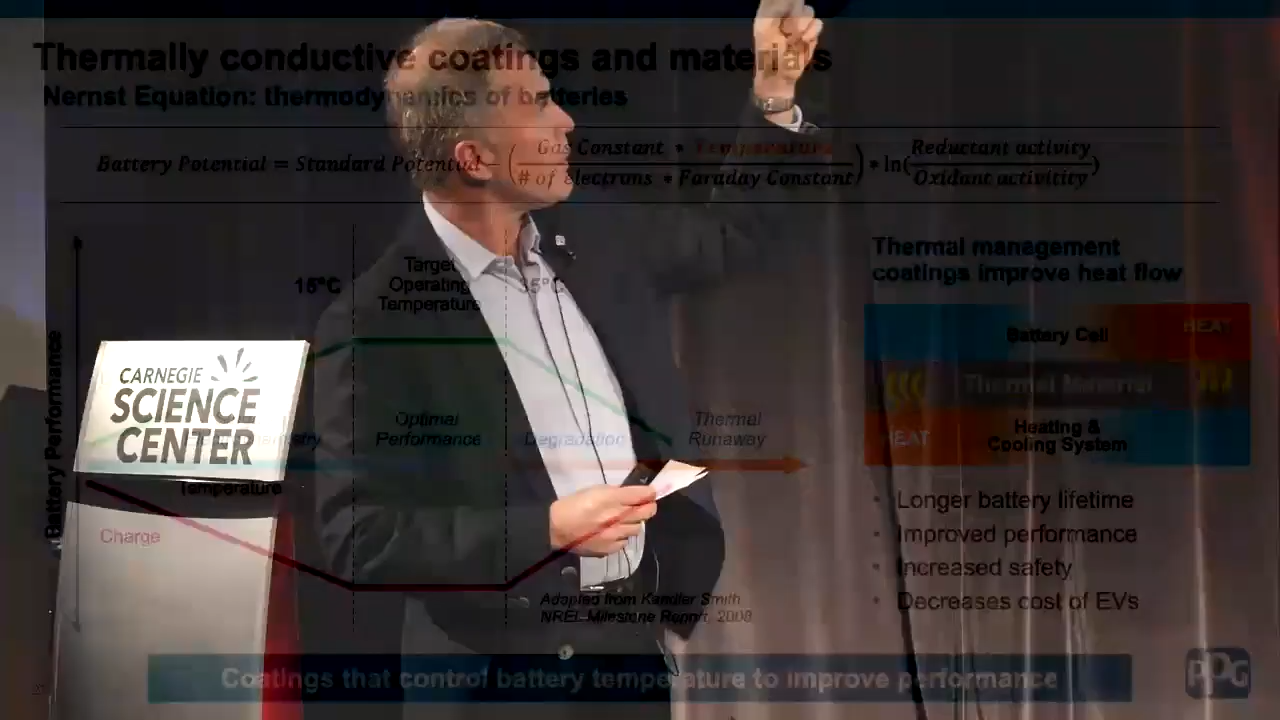 Thermally conductive coatings and materials
Nernst Equation: thermodynamics of batteries
Battery Potential = Standard Potential - (Gas Constant * Temperature / # of Electrons * Faraday Constant) * ln(Reductant activity / Oxidant activitity)
Thermal management
coatings improve heat flow
15°C
Target
Operating
Temperature
35°C
Battery Cell
HEAT
Thermal Material
HEAT
Heating &
Cooling System
Battery Performance
CARNEGIE
SCIENCE
CENTER
Optimal
Performance
Degradation
Thermal
Runaway
Temperature
Charge
Longer battery lifetime
Improved performance
Increased safety
Decreases cost of EVs
Adapted from Kandler Smith
NREL Milestone Report, 2008
Coatings that control battery temperature to improve performance
PPG